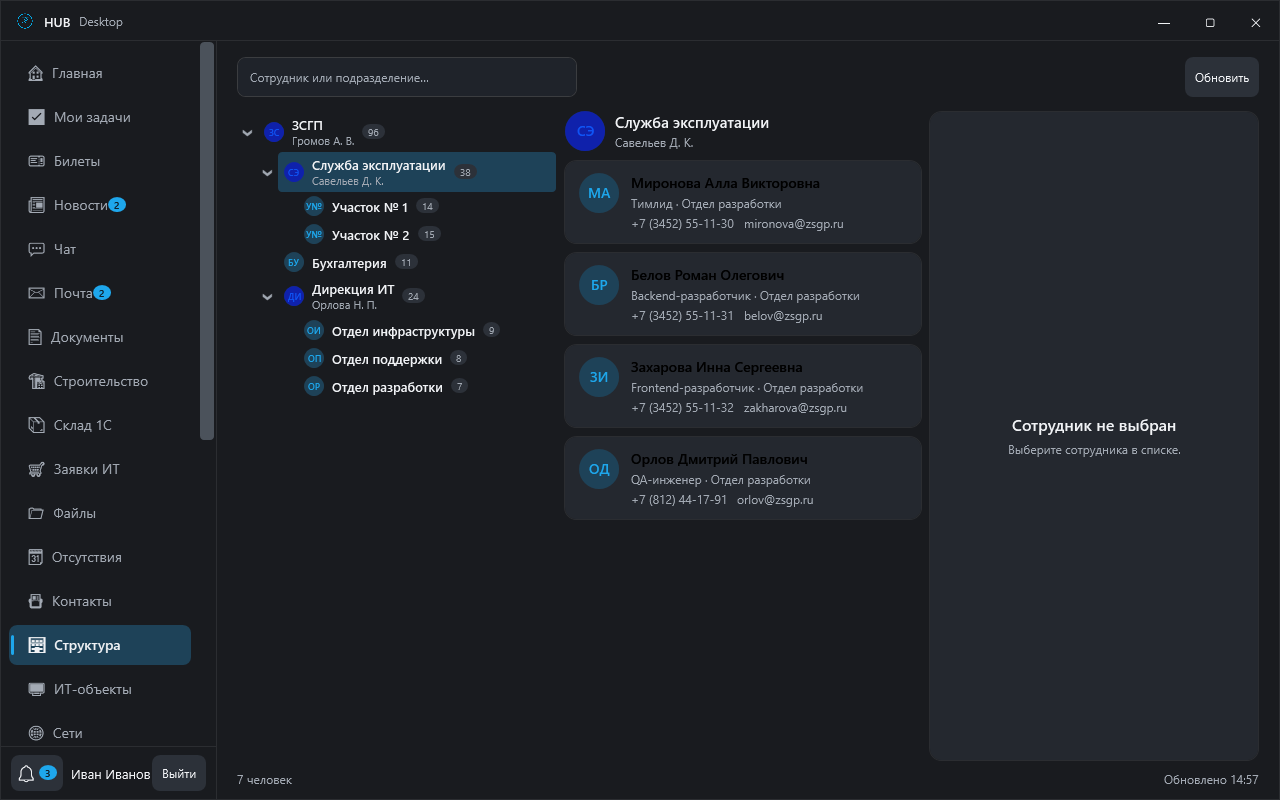 HUB Desktop
Главная
Мои задачи
Билеты
Новости 2
Чат
Почта 2
Документы
Строительство
Склад 1С
Заявки ИТ
Файлы
31 Отсутствия
Контакты
Структура
ИТ-объекты
Сети
3 Иван Иванов Выйти
Сотрудник или подразделение...
Обновить
ЗС ЗСГП 96
Громов А. В.
СЭ Служба эксплуатации 38
Савельев Д. К.
У№ Участок № 1 14
У№ Участок № 2 15
БУ Бухгалтерия 11
ДИ Дирекция ИТ 24
Орлова Н. П.
ОИ Отдел инфраструктуры 9
ОП Отдел поддержки 8
ОР Отдел разработки 7
СЭ Служба эксплуатации
Савельев Д. К.
МА Миронова Алла Викторовна
Тимлид · Отдел разработки
+7 (3452) 55-11-30 mironova@zsgp.ru
БР Белов Роман Олегович
Backend-разработчик · Отдел разработки
+7 (3452) 55-11-31 belov@zsgp.ru
ЗИ Захарова Инна Сергеевна
Frontend-разработчик · Отдел разработки
+7 (3452) 55-11-32 zakharova@zsgp.ru
ОД Орлов Дмитрий Павлович
QA-инженер · Отдел разработки
+7 (812) 44-17-91 orlov@zsgp.ru
Сотрудник не выбран
Выберите сотрудника в списке.
7 человек
Обновлено 14:57